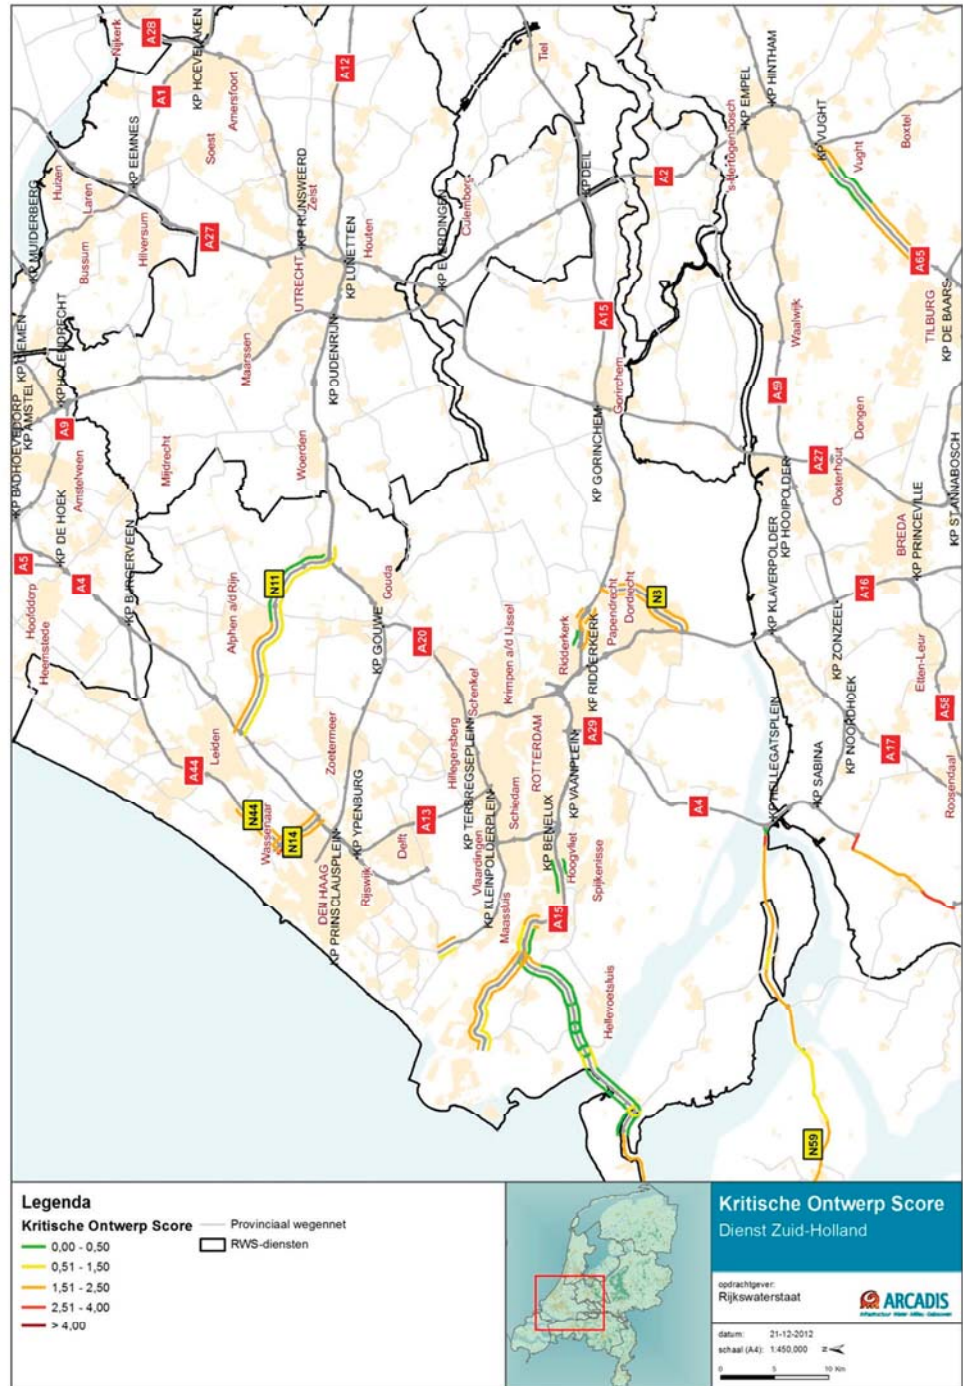 Nijkerk
A28
KP HOEVELAKEN
A1
Amersfoort
A12
Tiel
KP EMPEL
KP HINTHAM
KP VUGHT
Vught
Boxtel
KP EEMNES
Soest
KP RIJNSWEERD
Zeist
Huizen
Laren
Bussum
Hilversum
A27
KP MUIDERBERG
UTRECHT
KP LUNETTEN
Houten
KP EVERDINGEN
Culemborg
KP DEIL
A2
's-Hertogenbosch
A65
TILBURG
KP DE BAARS
Waalwijk
A15
KP DIEMEN
KP HOLENDRECHT
KP AMSTEL
KP BADHOEVEDORP
A9
Amstelveen
Maarssen
KP OUDENRIJN
Mijdrecht
Woerden
Gorinchem
KP GORINCHEM
A59
A27
Oosterhout
Dongen
KP HOOIPOLDER
KP KLAVERPOLDER
KP ST. ANNABOSCH
BREDA
KP PRINCEVILLE
A16
A5
KP DE HOEK
A4
Hoofddorp
Heemstede
KP BURGERVEEN
Alphen a/d Rijn
N11
Gouda
KP GOUWE
A20
Krimpen a/d IJssel
Schenkel
Ridderkerk
KP RIDDERKERK
Papendrecht
Dordrecht
N3
KP ZONZEEL
Etten-Leur
A58
KP NOORDHOEK
A17
Roosendaal
KP SABINA
KP HELLEGATSPLEIN
Leiden
A44
Zoetermeer
Hillegersberg
KP TERBREGSEPLEIN
ROTTERDAM
KP VAANPLEIN
A29
A4
N44
Wassenaar
N14
KP YPENBURG
A13
Delft
Rijswijk
DEN HAAG
KP PRINSCLAUSPLEIN
Schiedam
Vlaardingen
KP KLEINPOLDERPLEIN
KP BENELUX
Hoogvliet
Spijkenisse
Maassluis
A15
Hellevoetsluis
N59
Legenda
Kritische Ontwerp Score
0,00 - 0,50
0,51 - 1,50
1,51 - 2,50
2,51 - 4,00
> 4,00
Provinciaal wegennet
RWS-diensten
Kritische Ontwerp Score
Dienst Zuid-Holland
opdrachtgever:
Rijkswaterstaat
ARCADIS
Infrastructuur Water Milieu Gebouwen
datum: 21-12-2012
schaal (A4): 1:450.000
N
0 5 10 Km